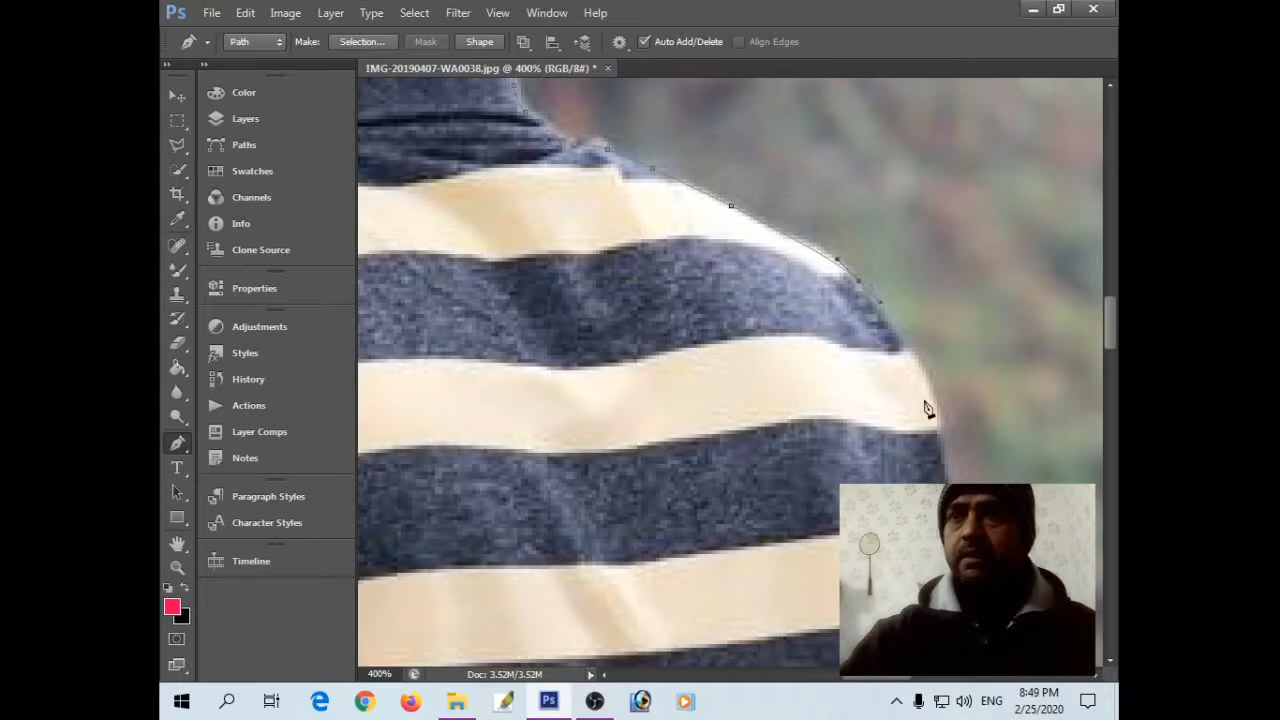 Ps File Edit Image Layer Type Select Filter View Window Help
Path Make: Selection... Mask Shape Auto Add/Delete Align Edges
IMG-20190407-WA0038.jpg @ 400% (RGB/8#) * ×
Color
Layers
Paths
Swatches
Channels
Info
Clone Source
Properties
Adjustments
Styles
History
Actions
Layer Comps
Notes
Paragraph Styles
Character Styles
Timeline
400% Doc: 3.52M/3.52M
ENG 8:49 PM
2/25/2020